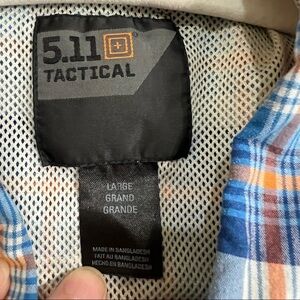 5.11
TACTICAL
LARGE
GRAND
GRANDE
MADE IN BANGLADESH
FAIT AU BANGLADESH
HECHO EN BANGLADESH